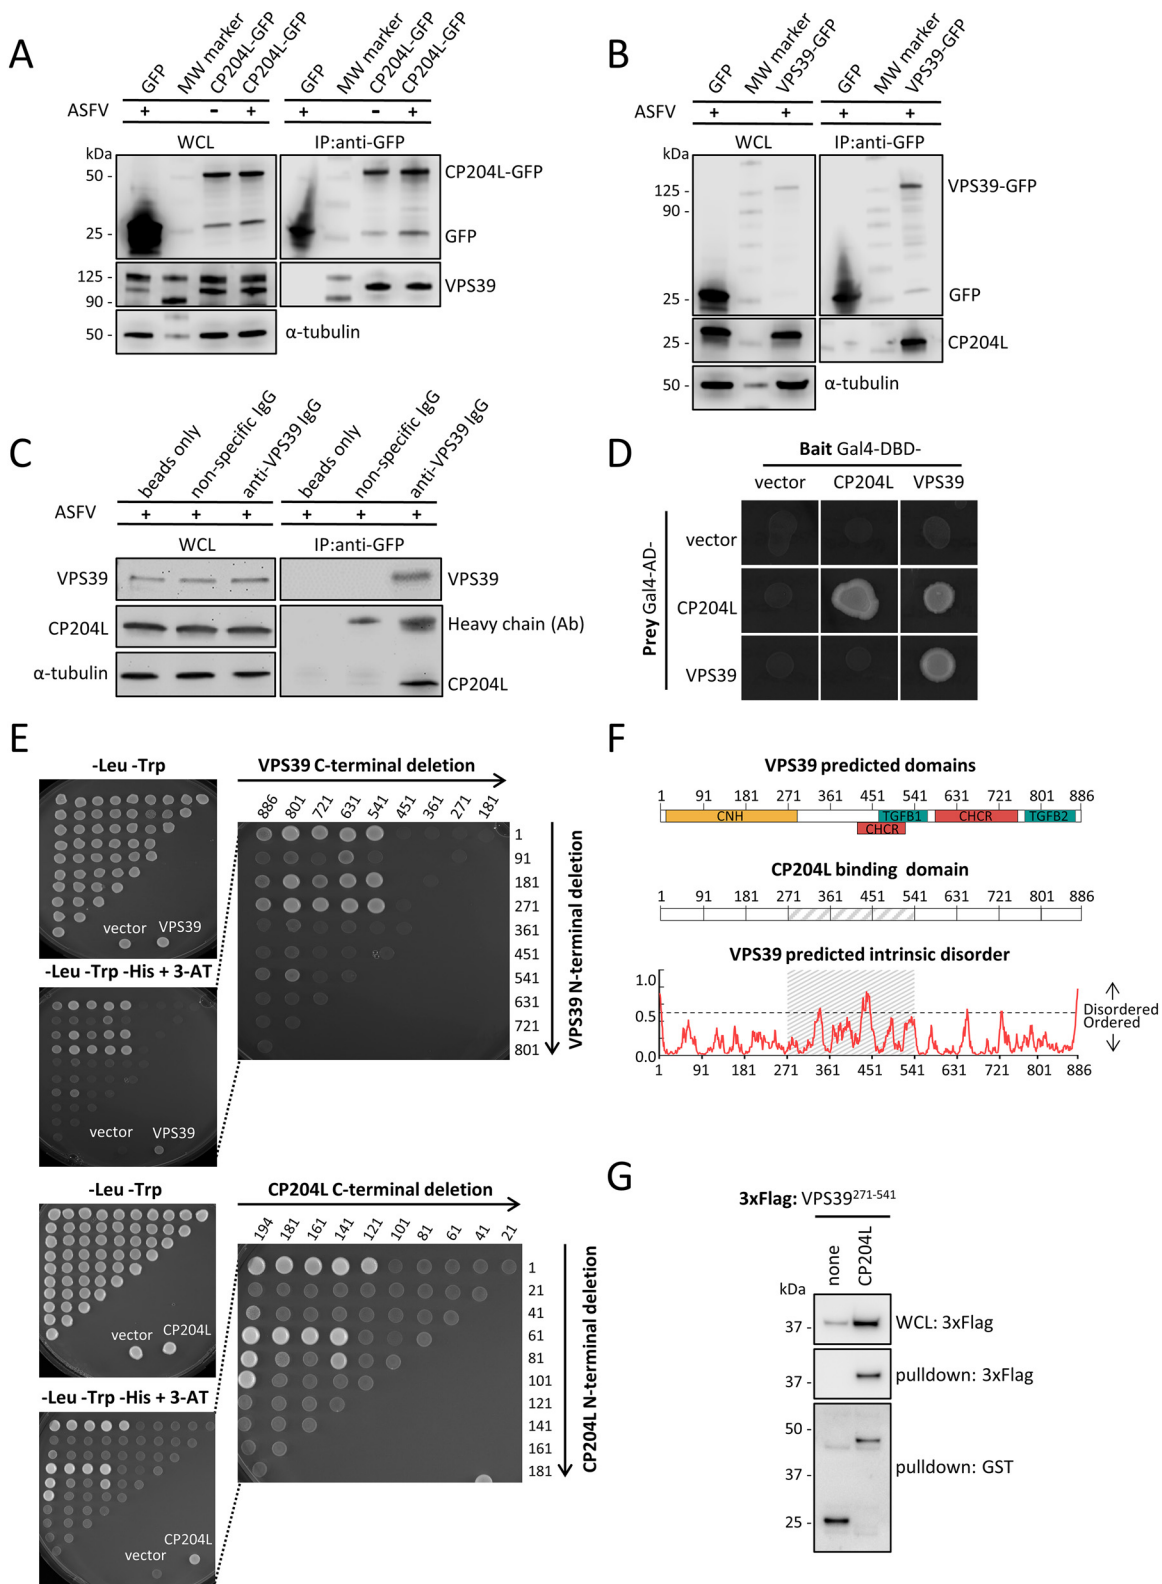 A
GFP
MW marker
CP204L-GFP
CP204L-GFP
GFP
MW marker
CP204L-GFP
CP204L-GFP
ASFV + - + + - +
kDa WCL IP:anti-GFP
50 - CP204L-GFP
25 - GFP
125 - VPS39
90 -
50 - α-tubulin
B
GFP
MW marker
VPS39-GFP
GFP
MW marker
VPS39-GFP
ASFV + + + +
kDa WCL IP:anti-GFP
125 - VPS39-GFP
90 -
25 - GFP
25 - CP204L
50 - α-tubulin
C
beads only
non-specific IgG
anti-VPS39 IgG
beads only
non-specific IgG
anti-VPS39 IgG
ASFV + + + + + +
WCL IP:anti-GFP
VPS39 VPS39
CP204L Heavy chain (Ab)
α-tubulin CP204L
D
Bait Gal4-DBD-
vector CP204L VPS39
Prey Gal4-AD-
vector
CP204L
VPS39
E
-Leu -Trp
vector VPS39
-Leu -Trp -His + 3-AT
vector VPS39
VPS39 C-terminal deletion
886 801 721 631 541 451 361 271 181
VPS39 N-terminal deletion
1
91
181
271
361
451
541
631
721
801
-Leu -Trp
vector CP204L
-Leu -Trp -His + 3-AT
vector CP204L
CP204L C-terminal deletion
194 181 161 141 121 101 81 61 41 21
CP204L N-terminal deletion
1
21
41
61
81
101
121
141
161
181
F
VPS39 predicted domains
1 91 181 271 361 451 541 631 721 801 886
CNH TGFB1 CHCR TGFB2
CHCR
CP204L binding domain
1 91 181 271 361 451 541 631 721 801 886
VPS39 predicted intrinsic disorder
1.0
0.5
0.0
Disordered
Ordered
1 91 181 271 361 451 541 631 721 801 886
G
3xFlag: VPS39271-541
none
CP204L
kDa
37 - WCL: 3xFlag
37 - pulldown: 3xFlag
50 -
37 - pulldown: GST
25 -